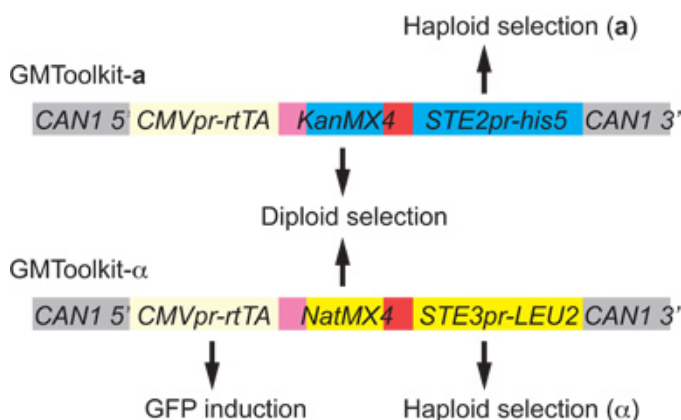 Haploid selection (a)
GMToolkit-a
CAN1 5' CMVpr-rtTA KanMX4 STE2pr-his5 CAN1 3'
Diploid selection
GMToolkit-α
CAN1 5' CMVpr-rtTA NatMX4 STE3pr-LEU2 CAN1 3'
GFP induction Haploid selection (α)